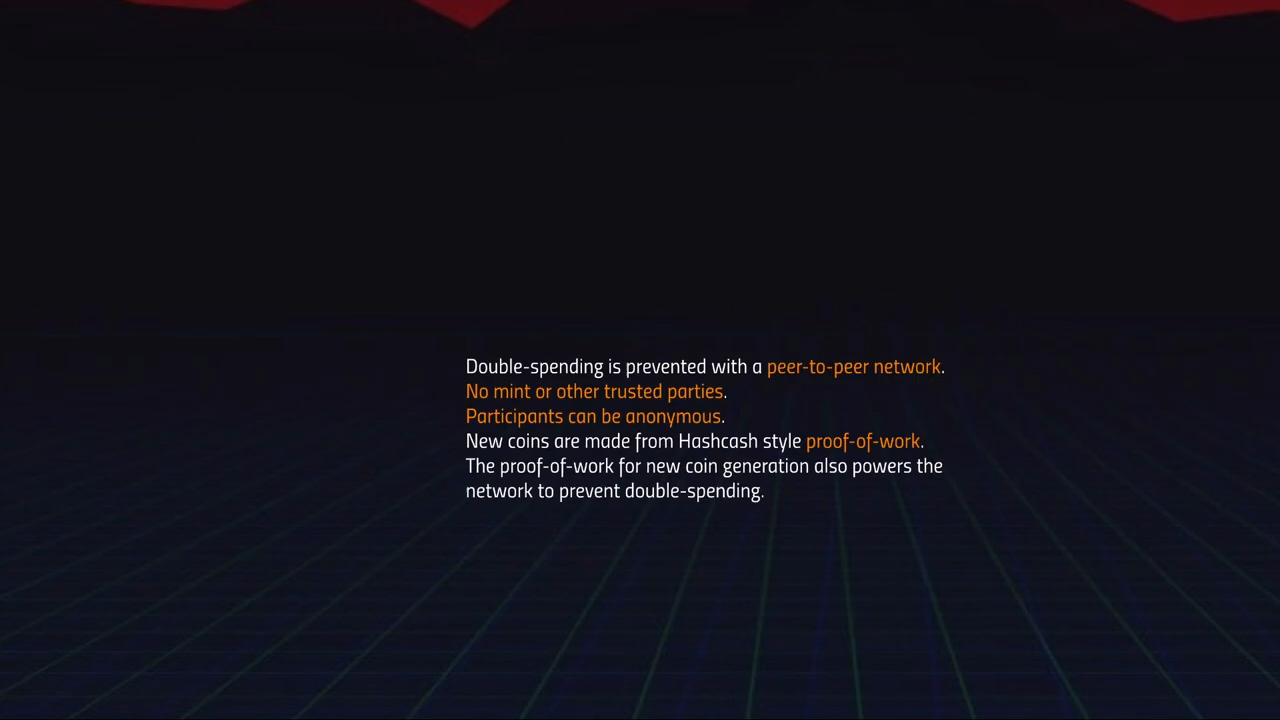 Double-spending is prevented with a peer-to-peer network.
No mint or other trusted parties.
Participants can be anonymous.
New coins are made from Hashcash style proof-of-work.
The proof-of-work for new coin generation also powers the
network to prevent double-spending.